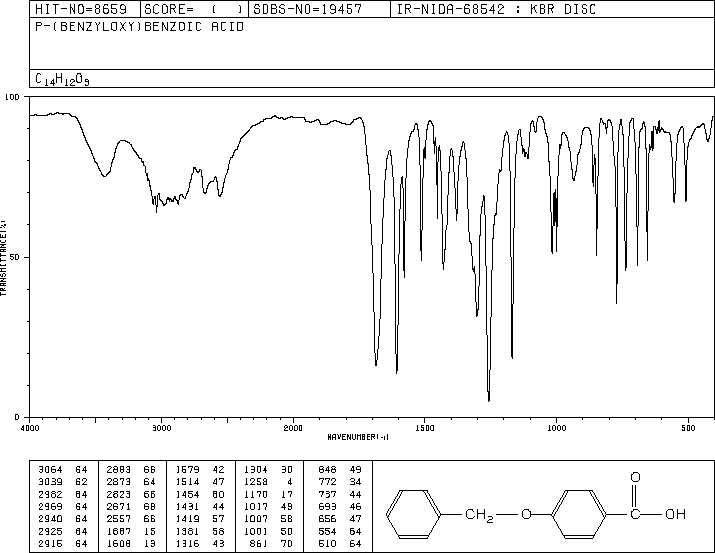 HIT-NO=8659 SCORE= ( ) SDBS-NO=19457 IR-NIDA-68542 : KBR DISC
P-(BENZYLOXY)BENZOIC ACID
C14H12O3
100
TRANSMITTANCE(%)
50
0
4000 3000 2000 1500 1000 500
WAVENUMBER(-1)
3064 64 2883 66 1579 42 1304 30 848 49
3039 62 2873 64 1514 47 1258 4 772 34
2982 64 2823 66 1454 60 1170 17 737 44
2969 64 2671 68 1431 44 1017 49 693 46
2940 64 2557 66 1419 57 1007 58 656 47
2925 64 1687 15 1381 58 1001 50 554 64
2915 64 1608 13 1316 43 861 70 510 64
O
CH2 O C OH